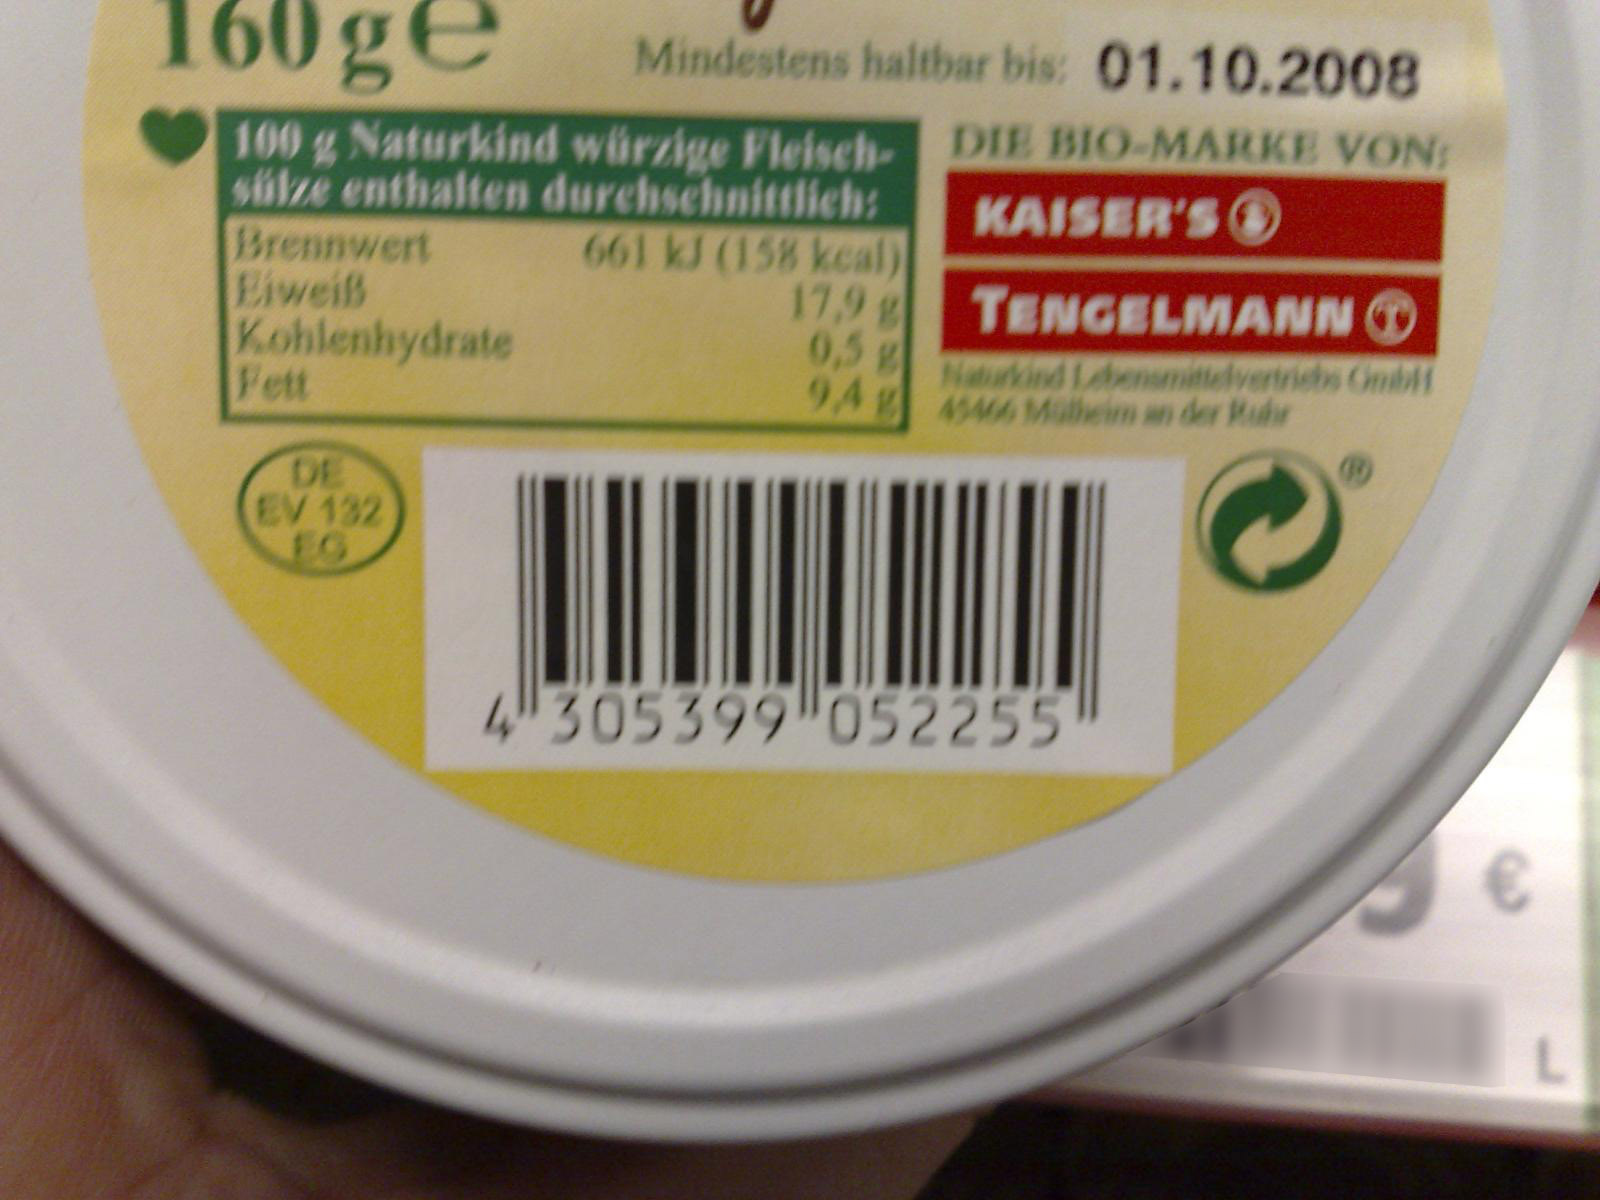 160 g e
Mindestens haltbar bis: 01.10.2008
100 g Naturkind würzige Fleisch-
sülze enthalten durchschnittlich:
Brennwert 661 kJ (158 kcal)
Eiweiß 17,9 g
Kohlenhydrate 0,5 g
Fett 9,4 g
DIE BIO-MARKE VON:
KAISER'S
TENGELMANN
Naturkind Lebensmittelvertriebs GmbH
45466 Mülheim an der Ruhr
DE
EV 132
EG
®
4 305399 052255
9 €
L